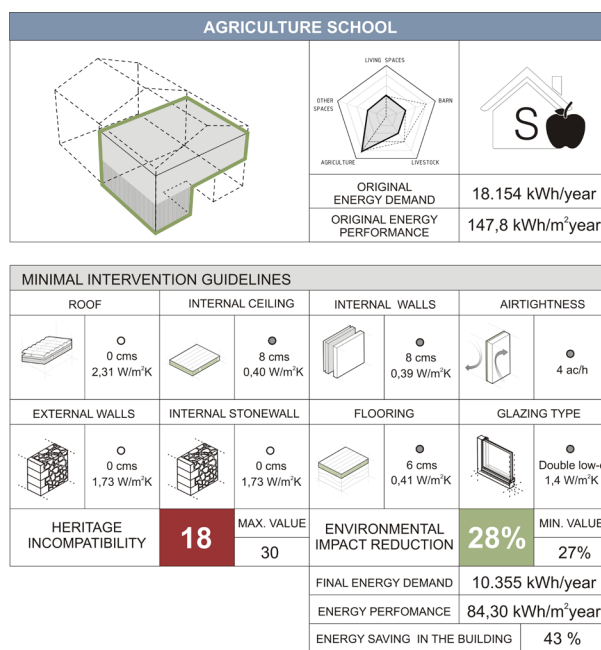 AGRICULTURE SCHOOL
LIVING SPACES
OTHER
SPACES
BARN
AGRICULTURE
LIVESTOCK
S
ORIGINAL
ENERGY DEMAND
18.154 kWh/year
ORIGINAL ENERGY
PERFORMANCE
147,8 kWh/m²year
MINIMAL INTERVENTION GUIDELINES
ROOF
INTERNAL CEILING
INTERNAL WALLS
AIRTIGHTNESS
0 cms
2,31 W/m²K
8 cms
0,40 W/m²K
8 cms
0,39 W/m²K
4 ac/h
EXTERNAL WALLS
INTERNAL STONEWALL
FLOORING
GLAZING TYPE
0 cms
1,73 W/m²K
0 cms
1,73 W/m²K
6 cms
0,41 W/m²K
Double low-e
1,4 W/m²K
HERITAGE
INCOMPATIBILITY
18
MAX. VALUE
30
ENVIRONMENTAL
IMPACT REDUCTION
28%
MIN. VALUE
27%
FINAL ENERGY DEMAND
10.355 kWh/year
ENERGY PERFOMANCE
84,30 kWh/m²year
ENERGY SAVING IN THE BUILDING
43 %